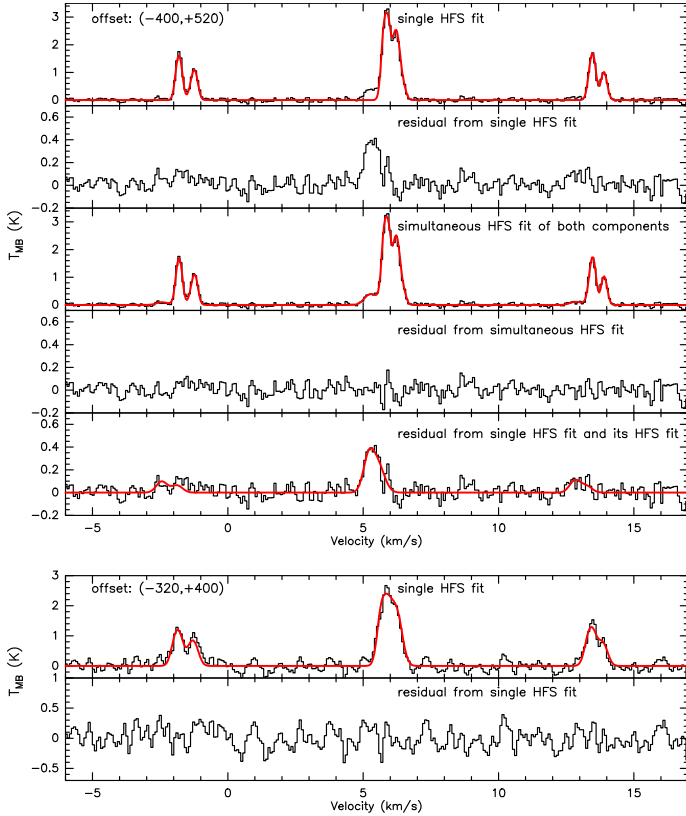 offset: (−400,+520) single HFS fit
3
2
1
0
residual from single HFS fit
0.6
0.4
0.2
0
−0.2
simultaneous HFS fit of both components
3
2
1
0
T_MB (K)
residual from simultaneous HFS fit
0.6
0.4
0.2
0
−0.2
residual from single HFS fit and its HFS fit
0.6
0.4
0.2
0
−0.2
−5 0 5 10 15
Velocity (km/s)
offset: (−320,+400) single HFS fit
3
2
1
0
T_MB (K)
1
residual from single HFS fit
0.5
0
−0.5
−5 0 5 10 15
Velocity (km/s)